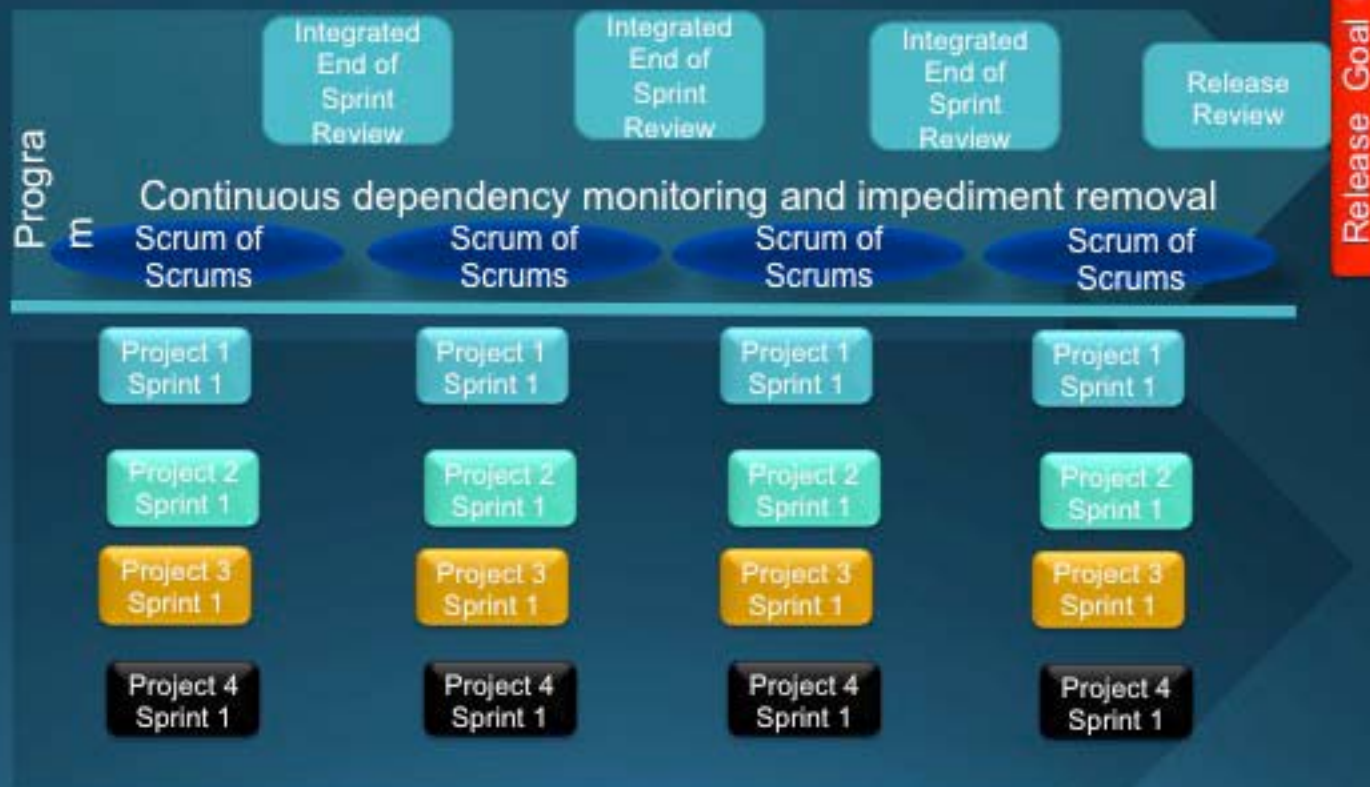 Integrated
End of
Sprint
Review
Integrated
End of
Sprint
Review
Integrated
End of
Sprint
Review
Release
Review
Release Goal
Progra
m
Continuous dependency monitoring and impediment removal
Scrum of
Scrums
Scrum of
Scrums
Scrum of
Scrums
Scrum of
Scrums
Project 1
Sprint 1
Project 1
Sprint 1
Project 1
Sprint 1
Project 1
Sprint 1
Project 2
Sprint 1
Project 2
Sprint 1
Project 2
Sprint 1
Project 2
Sprint 1
Project 3
Sprint 1
Project 3
Sprint 1
Project 3
Sprint 1
Project 3
Sprint 1
Project 4
Sprint 1
Project 4
Sprint 1
Project 4
Sprint 1
Project 4
Sprint 1